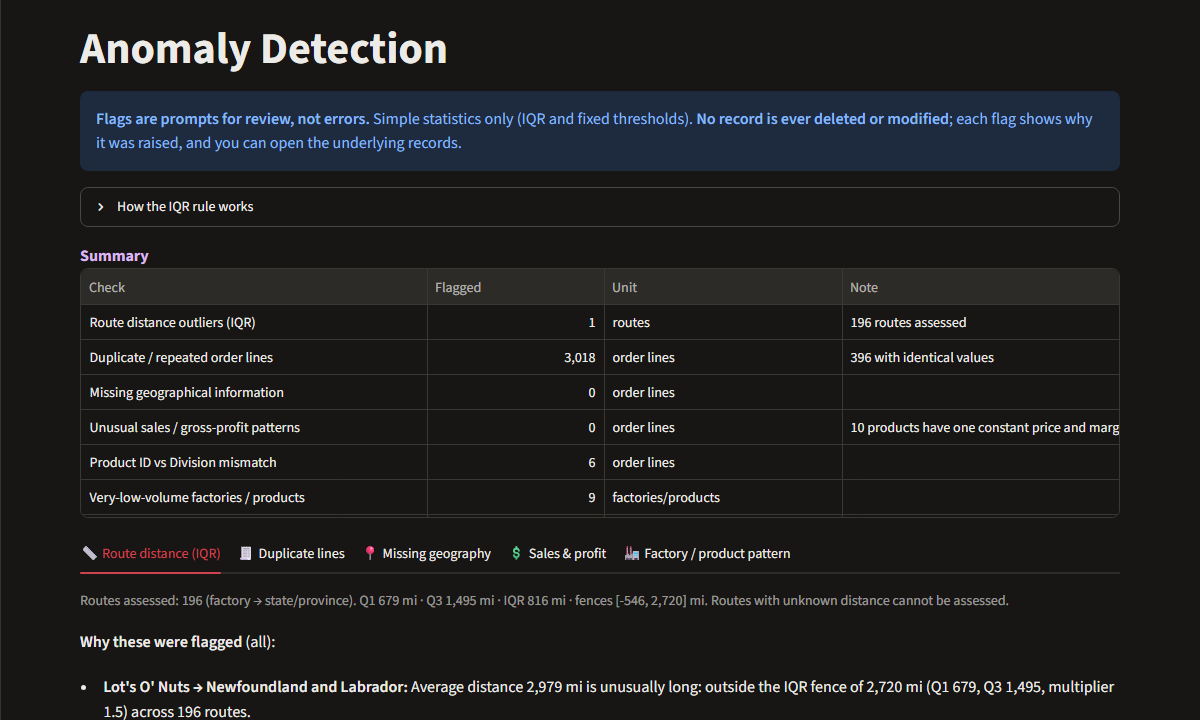 Anomaly Detection
Flags are prompts for review, not errors. Simple statistics only (IQR and fixed thresholds). No record is ever deleted or modified; each flag shows why
it was raised, and you can open the underlying records.
How the IQR rule works
Summary
Check Flagged Unit Note
Route distance outliers (IQR) 1 routes 196 routes assessed
Duplicate / repeated order lines 3,018 order lines 396 with identical values
Missing geographical information 0 order lines
Unusual sales / gross-profit patterns 0 order lines 10 products have one constant price and marg
Product ID vs Division mismatch 6 order lines
Very-low-volume factories / products 9 factories/products
Route distance (IQR) Duplicate lines Missing geography Sales & profit Factory / product pattern
Routes assessed: 196 (factory → state/province). Q1 679 mi · Q3 1,495 mi · IQR 816 mi · fences [-546, 2,720] mi. Routes with unknown distance cannot be assessed.
Why these were flagged (all):
• Lot's O' Nuts → Newfoundland and Labrador: Average distance 2,979 mi is unusually long: outside the IQR fence of 2,720 mi (Q1 679, Q3 1,495, multiplier
1.5) across 196 routes.